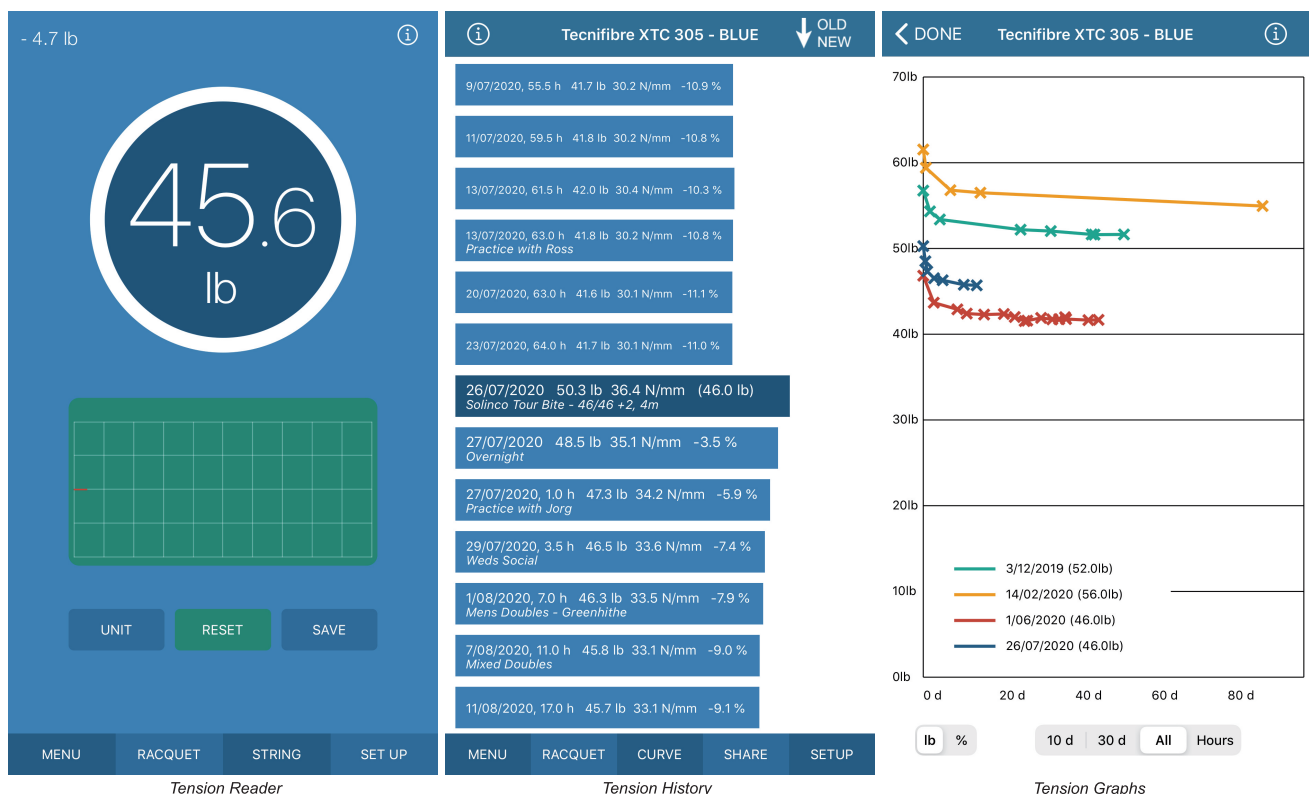 - 4.7 lb
45.6
lb
UNIT
RESET
SAVE
MENU
RACQUET
STRING
SET UP
Tension Reader
Tecnifibre XTC 305 - BLUE
OLD
NEW
9/07/2020, 55.5 h 41.7 lb 30.2 N/mm -10.9 %
11/07/2020, 59.5 h 41.8 lb 30.2 N/mm -10.8 %
13/07/2020, 61.5 h 42.0 lb 30.4 N/mm -10.3 %
13/07/2020, 63.0 h 41.8 lb 30.2 N/mm -10.8 %
Practice with Ross
20/07/2020, 63.0 h 41.6 lb 30.1 N/mm -11.1 %
23/07/2020, 64.0 h 41.7 lb 30.1 N/mm -11.0 %
26/07/2020 50.3 lb 36.4 N/mm (46.0 lb)
Solinco Tour Bite - 46/46 +2, 4m
27/07/2020 48.5 lb 35.1 N/mm -3.5 %
Overnight
27/07/2020, 1.0 h 47.3 lb 34.2 N/mm -5.9 %
Practice with Jorg
29/07/2020, 3.5 h 46.5 lb 33.6 N/mm -7.4 %
Weds Social
1/08/2020, 7.0 h 46.3 lb 33.5 N/mm -7.9 %
Mens Doubles - Greenhithe
7/08/2020, 11.0 h 45.8 lb 33.1 N/mm -9.0 %
Mixed Doubles
11/08/2020, 17.0 h 45.7 lb 33.1 N/mm -9.1 %
MENU
RACQUET
CURVE
SHARE
SETUP
Tension History
DONE
Tecnifibre XTC 305 - BLUE
70lb
60lb
50lb
40lb
30lb
20lb
10lb
0lb
3/12/2019 (52.0lb)
14/02/2020 (56.0lb)
1/06/2020 (46.0lb)
26/07/2020 (46.0lb)
0 d 20 d 40 d 60 d 80 d
lb %
10 d 30 d All Hours
Tension Graphs